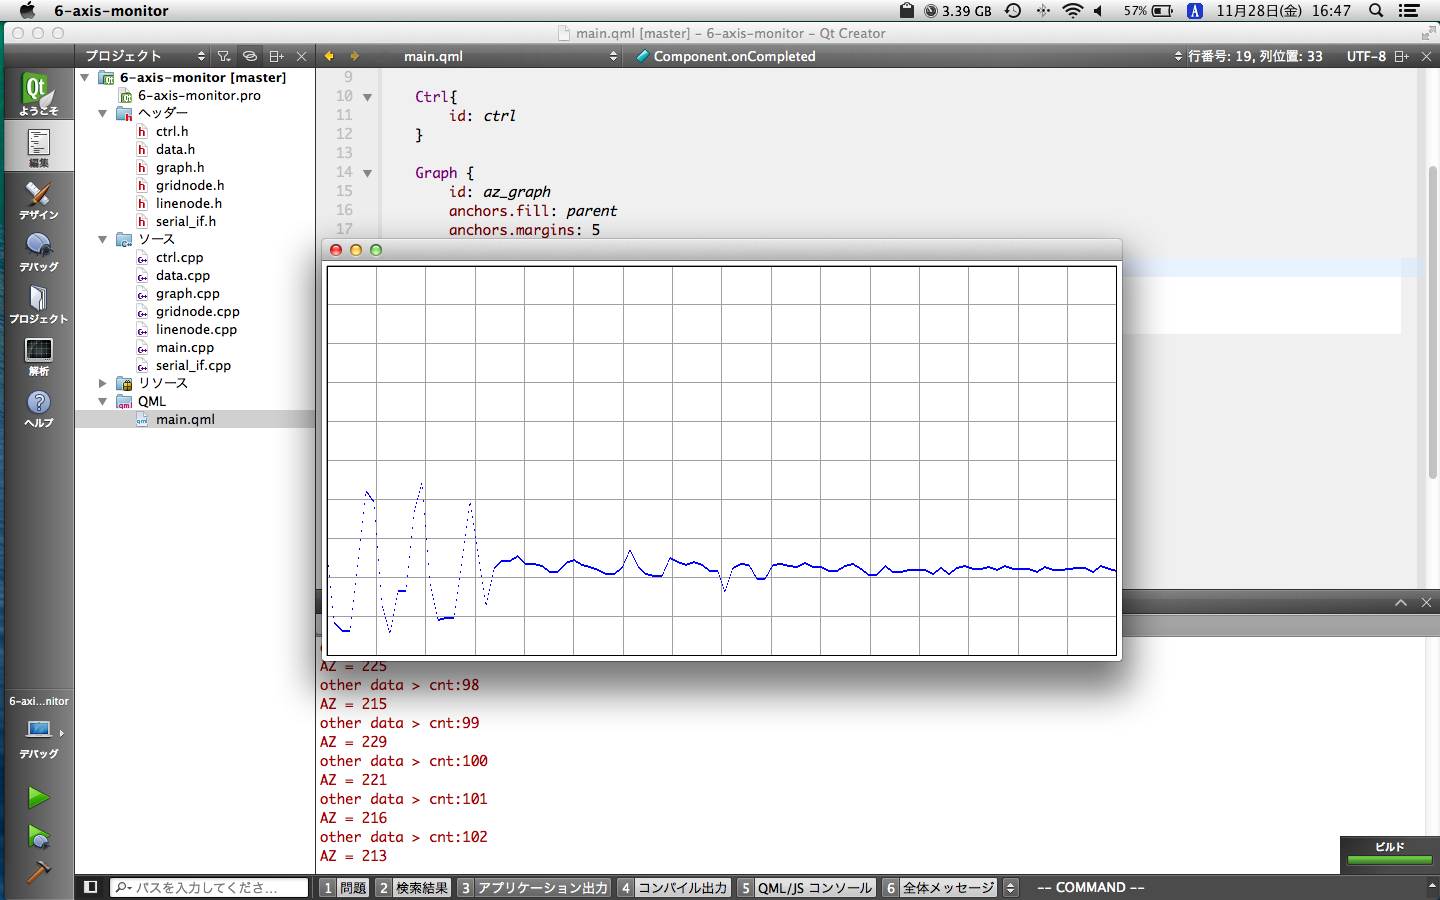 6-axis-monitor
3.39 GB
57%
A
11月28日(金) 16:47
main.qml [master] - 6-axis-monitor - Qt Creator
プロジェクト
main.qml
Component.onCompleted
行番号: 19, 列位置: 33
UTF-8
Qt
ようこそ
編集
デザイン
デバッグ
プロジェクト
解析
ヘルプ
6-axis-monitor [master]
6-axis-monitor.pro
ヘッダー
ctrl.h
data.h
graph.h
gridnode.h
linenode.h
serial_if.h
ソース
ctrl.cpp
data.cpp
graph.cpp
gridnode.cpp
linenode.cpp
main.cpp
serial_if.cpp
リソース
QML
main.qml
9
10 Ctrl{
11 id: ctrl
12 }
13
14 Graph {
15 id: az_graph
16 anchors.fill: parent
17 anchors.margins: 5
AZ = 225
other data > cnt:98
AZ = 215
other data > cnt:99
AZ = 229
other data > cnt:100
AZ = 221
other data > cnt:101
AZ = 216
other data > cnt:102
AZ = 213
6-axi...nitor
デバッグ
ビルド
パスを入力してくださ...
1 問題
2 検索結果
3 アプリケーション出力
4 コンパイル出力
5 QML/JS コンソール
6 全体メッセージ
-- COMMAND --